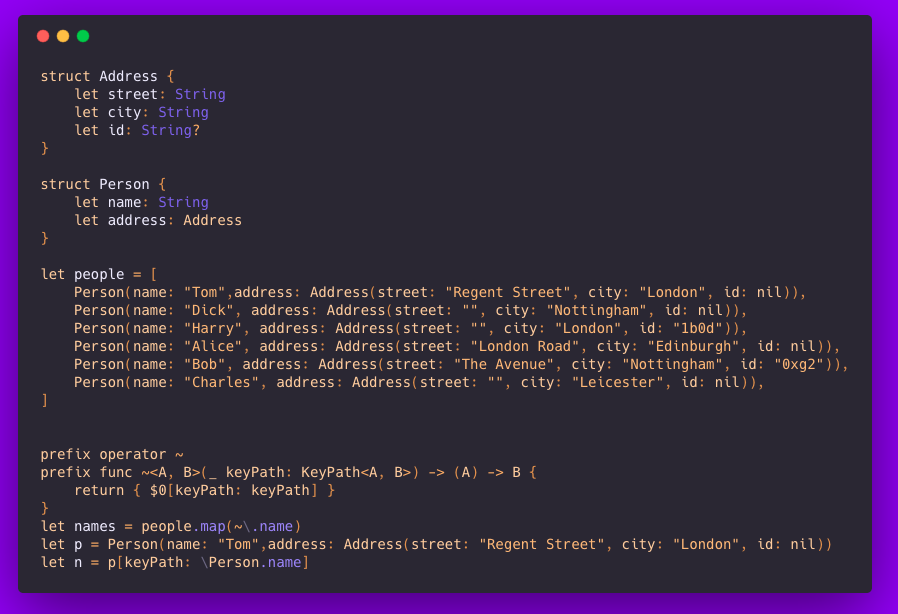 struct Address {
    let street: String
    let city: String
    let id: String?
}

struct Person {
    let name: String
    let address: Address
}

let people = [
    Person(name: "Tom",address: Address(street: "Regent Street", city: "London", id: nil)),
    Person(name: "Dick", address: Address(street: "", city: "Nottingham", id: nil)),
    Person(name: "Harry", address: Address(street: "", city: "London", id: "1b0d")),
    Person(name: "Alice", address: Address(street: "London Road", city: "Edinburgh", id: nil)),
    Person(name: "Bob", address: Address(street: "The Avenue", city: "Nottingham", id: "0xg2")),
    Person(name: "Charles", address: Address(street: "", city: "Leicester", id: nil)),
]


prefix operator ~
prefix func ~<A, B>(_ keyPath: KeyPath<A, B>) -> (A) -> B {
    return { $0[keyPath: keyPath] }
}
let names = people.map(~\.name)
let p = Person(name: "Tom",address: Address(street: "Regent Street", city: "London", id: nil))
let n = p[keyPath: \Person.name]